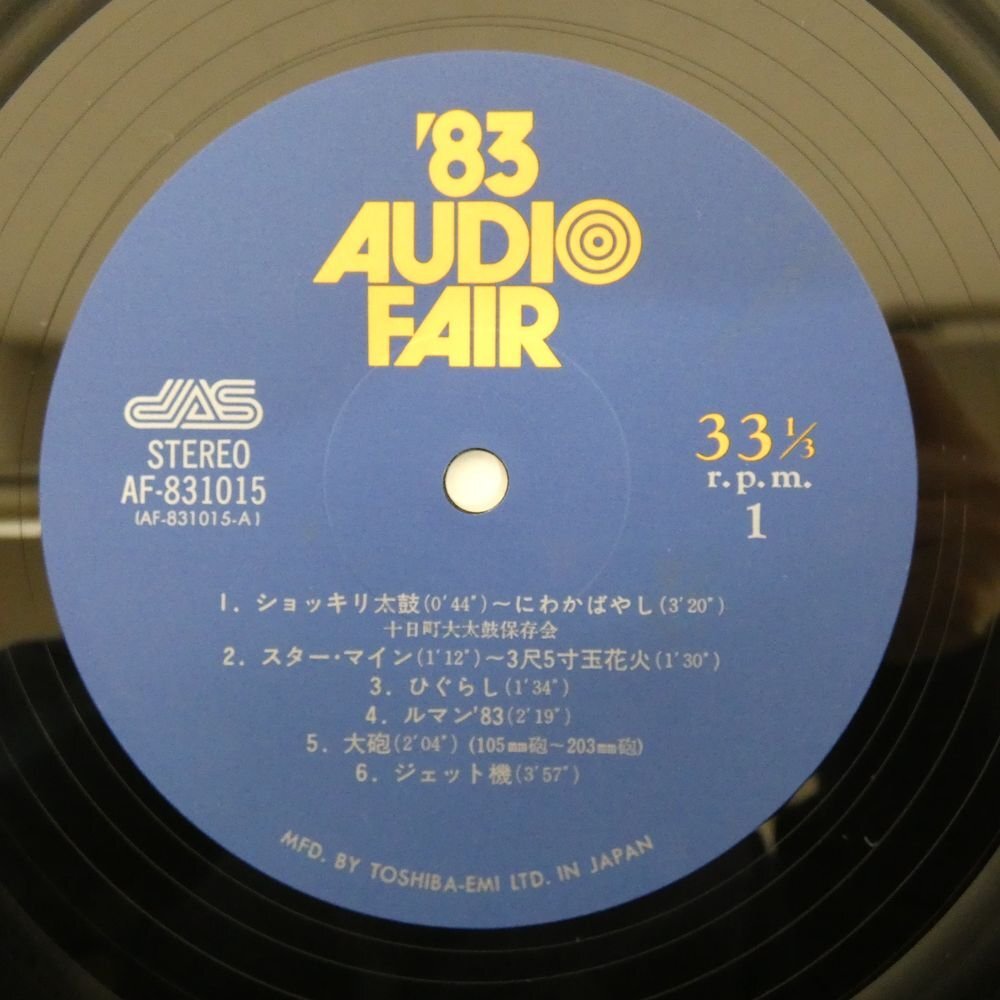 '83
AUDIO
FAIR
JAS
STEREO
AF-831015
(AF-831015-A)
33 1/3
r.p.m.
1
1. ショッキリ太鼓(0'44")～にわかばやし(3'20")
十日町大太鼓保存会
2. スター・マイン(1'12")～3尺5寸玉花火(1'30")
3. ひぐらし(1'34")
4. ルマン'83(2'19")
5. 大砲(2'04") (105㎜砲～203㎜砲)
6. ジェット機(3'57")
MFD. BY TOSHIBA-EMI LTD. IN JAPAN